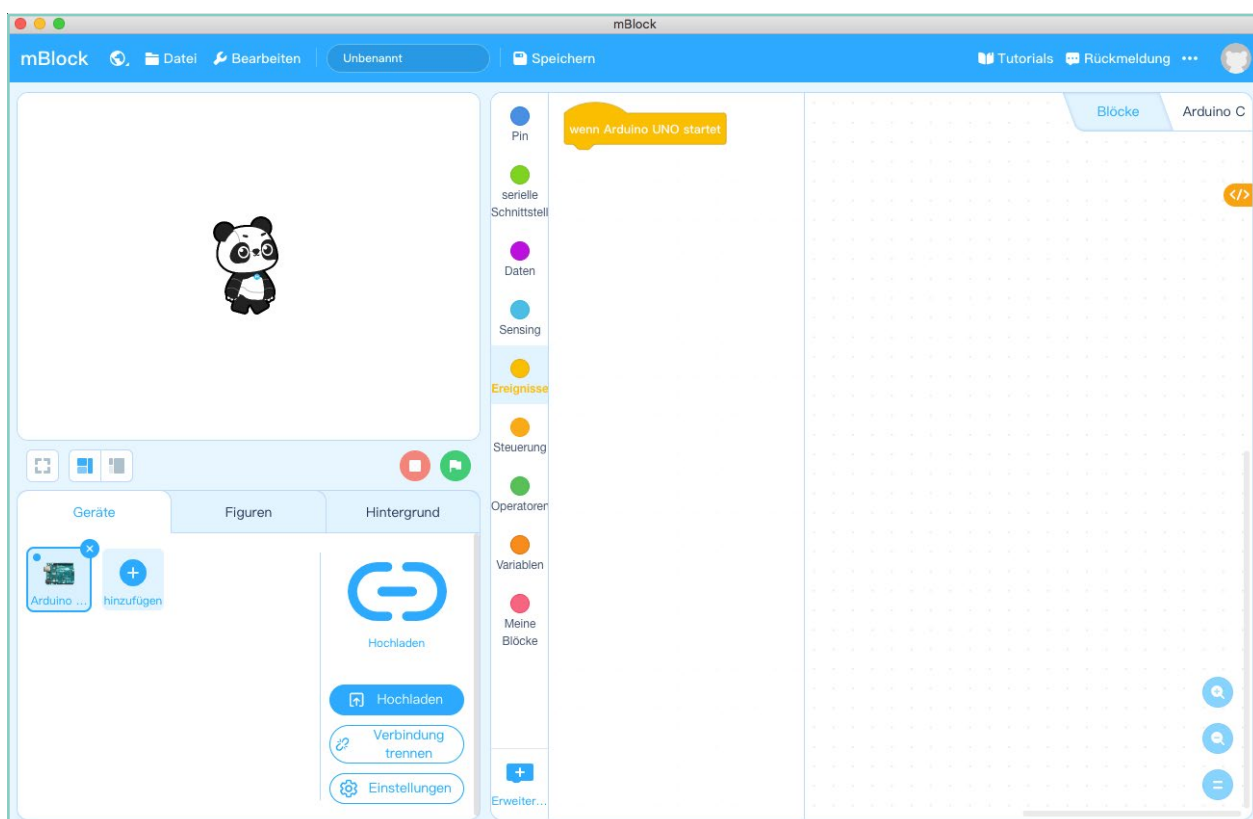 mBlock
mBlock Datei Bearbeiten Unbenannt Speichern Tutorials Rückmeldung
Blöcke Arduino C
Pin
serielle
Schnittstell
Daten
Sensing
Ereignisse
Steuerung
Operatoren
Variablen
Meine
Blöcke
Erweiter...
wenn Arduino UNO startet
</>
Geräte Figuren Hintergrund
Arduino ... hinzufügen
Hochladen
Hochladen
Verbindung
trennen
Einstellungen